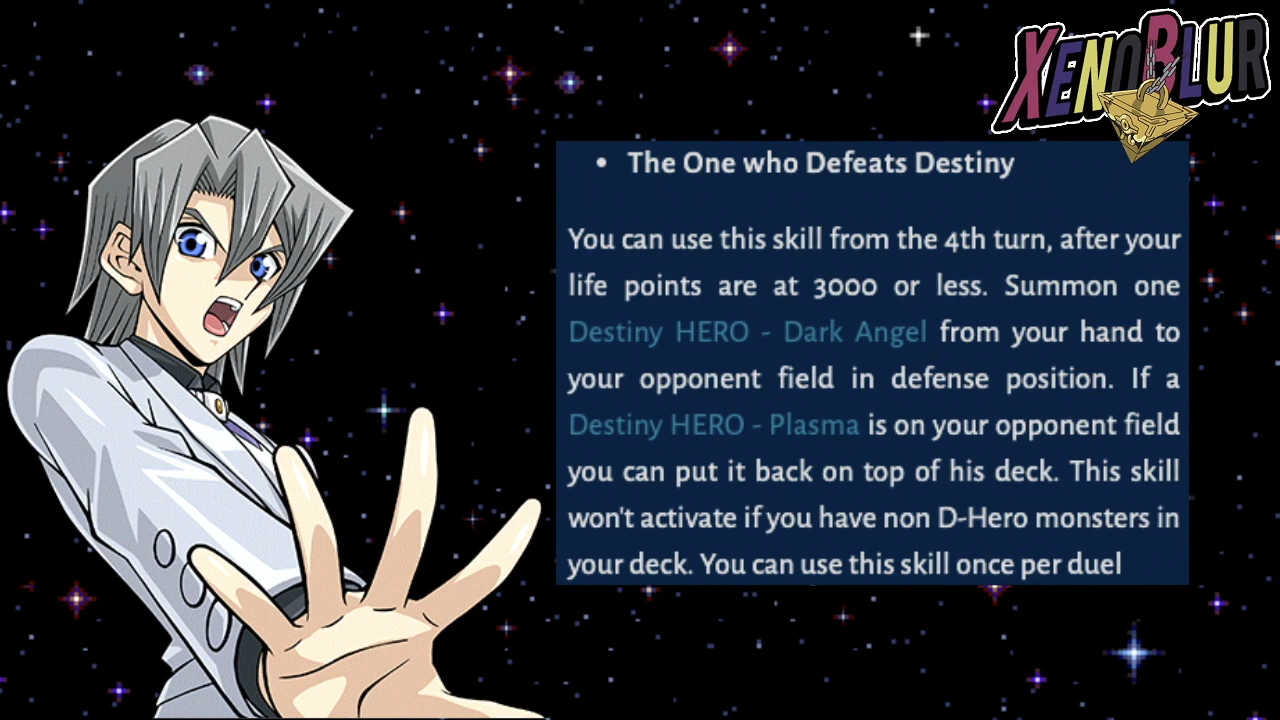 XENOBLUR
• The One who Defeats Destiny
You can use this skill from the 4th turn, after your
life points are at 3000 or less. Summon one
Destiny HERO - Dark Angel from your hand to
your opponent field in defense position. If a
Destiny HERO - Plasma is on your opponent field
you can put it back on top of his deck. This skill
won't activate if you have non D-Hero monsters in
your deck. You can use this skill once per duel